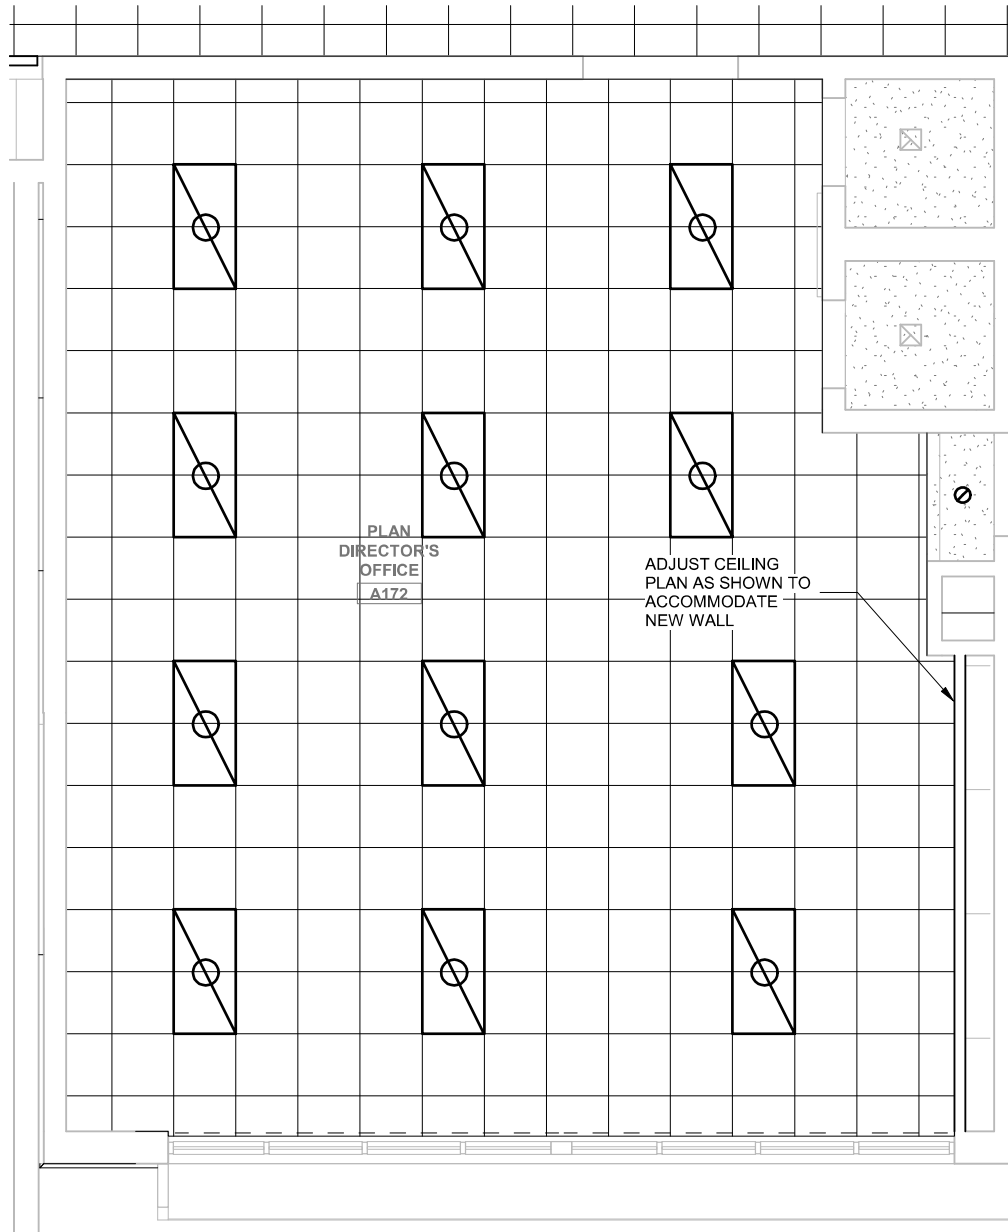 PLAN
DIRECTOR'S
OFFICE
A172
ADJUST CEILING
PLAN AS SHOWN TO
ACCOMMODATE
NEW WALL